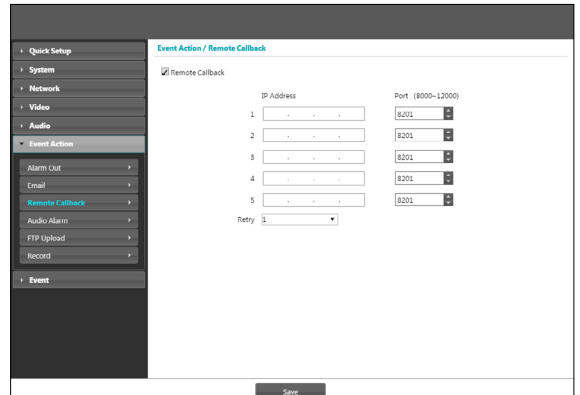 Quick Setup
System
Network
Video
Audio
Event Action
Alarm Out
Email
Remote Callback
Audio Alarm
FTP Upload
Record
Event
Event Action / Remote Callback
Remote Callback
IP Address Port (8000~12000)
1 . . . 8201
2 . . . 8201
3 . . . 8201
4 . . . 8201
5 . . . 8201
Retry 1
Save